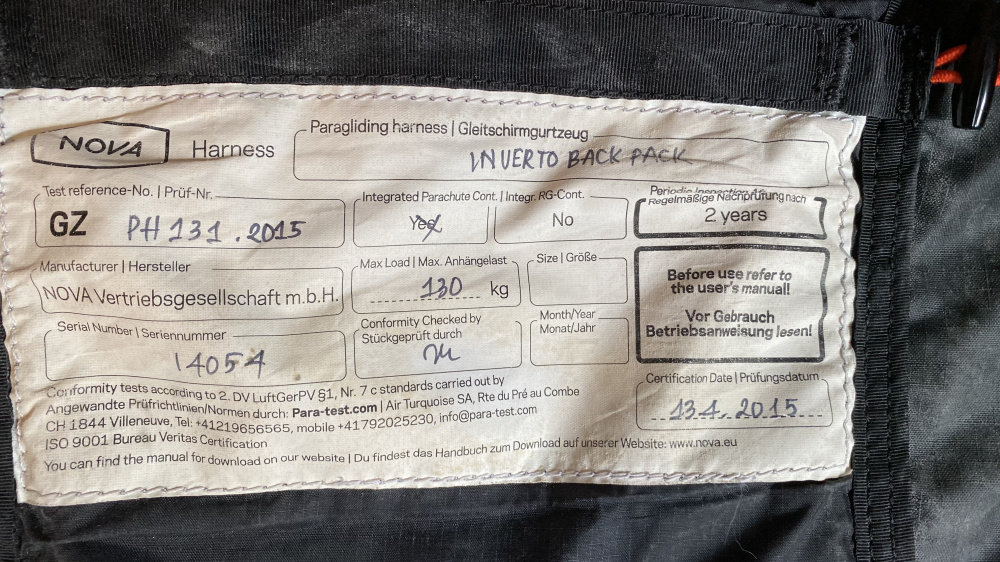 NOVA Harness
Paragliding harness | Gleitschirmgurtzeug
INVERTO BACK PACK
Test reference-No. | Prüf-Nr.
GZ PH 131.2015
Integrated Parachute Cont. | Integr. RG-Cont.
Yes No
Periodic Inspection After
Regelmäßige Nachprüfung nach
2 years
Manufacturer | Hersteller
NOVA Vertriebsgesellschaft m.b.H.
Max Load | Max. Anhängelast
130 kg
Size | Größe
Before use refer to
the user's manual!
Vor Gebrauch
Betriebsanweisung lesen!
Serial Number | Seriennummer
14054
Conformity Checked by
Stückgeprüft durch
Month/Year
Monat/Jahr
Certification Date | Prüfungsdatum
13.4.2015
Conformity tests according to 2. DV LuftGerPV §1, Nr. 7 c standards carried out by
Angewandte Prüfrichtlinien/Normen durch: Para-test.com | Air Turquoise SA, Rte du Pré au Combe
CH 1844 Villeneuve, Tel: +41219656565, mobile +41792025230, info@para-test.com
ISO 9001 Bureau Veritas Certification
You can find the manual for download on our website | Du findest das Handbuch zum Download auf unserer Website: www.nova.eu